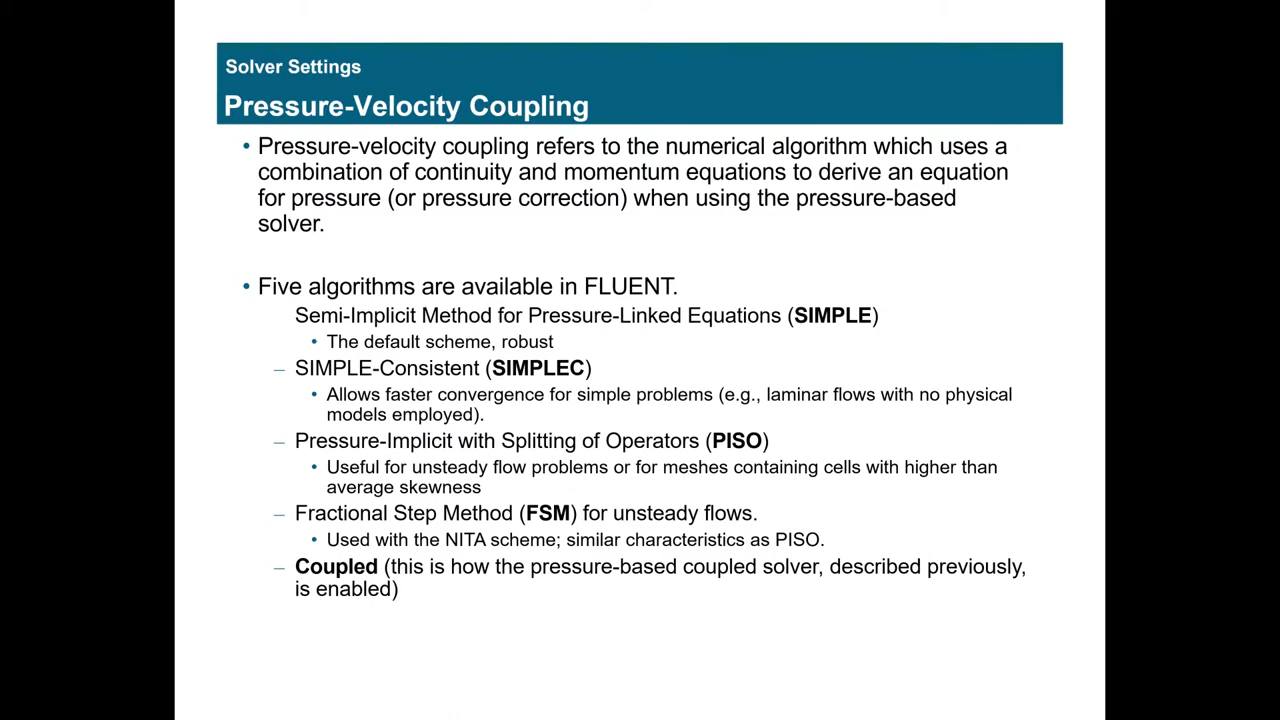 Solver Settings
Pressure-Velocity Coupling
• Pressure-velocity coupling refers to the numerical algorithm which uses a
combination of continuity and momentum equations to derive an equation
for pressure (or pressure correction) when using the pressure-based
solver.
• Five algorithms are available in FLUENT.
Semi-Implicit Method for Pressure-Linked Equations (SIMPLE)
• The default scheme, robust
– SIMPLE-Consistent (SIMPLEC)
• Allows faster convergence for simple problems (e.g., laminar flows with no physical
models employed).
– Pressure-Implicit with Splitting of Operators (PISO)
• Useful for unsteady flow problems or for meshes containing cells with higher than
average skewness
– Fractional Step Method (FSM) for unsteady flows.
• Used with the NITA scheme; similar characteristics as PISO.
– Coupled (this is how the pressure-based coupled solver, described previously,
is enabled)